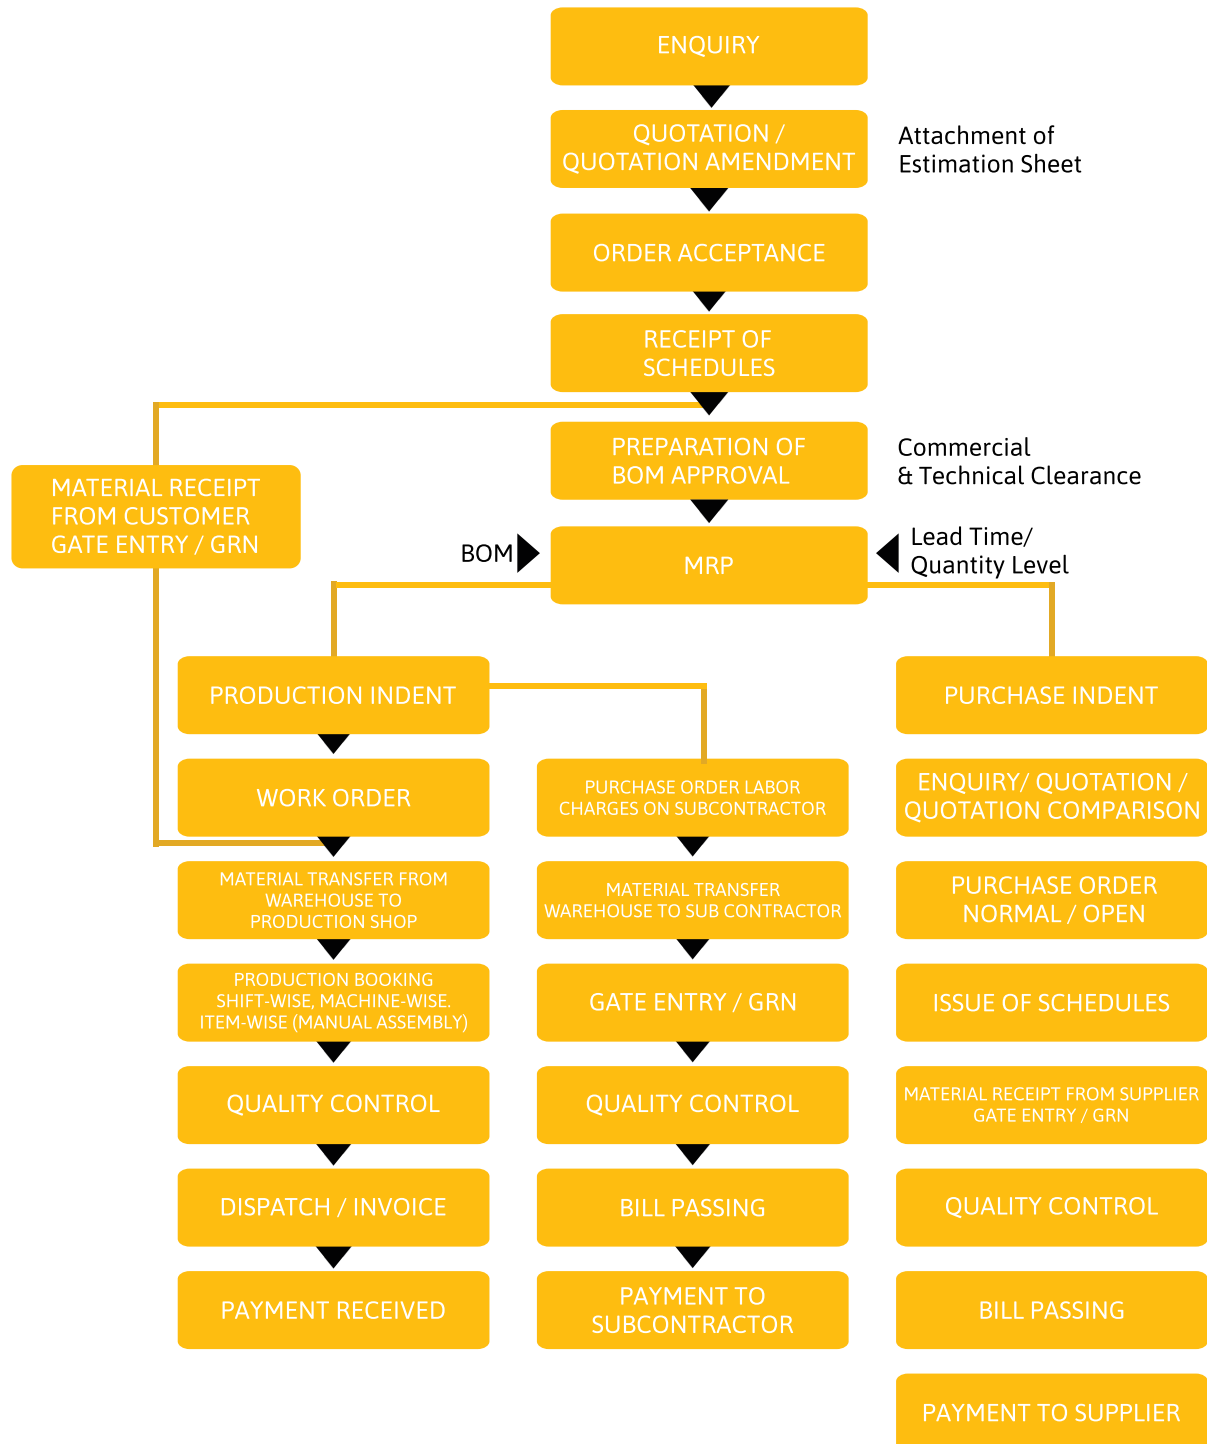 ENQUIRY
QUOTATION /
QUOTATION AMENDMENT
Attachment of
Estimation Sheet
ORDER ACCEPTANCE
RECEIPT OF
SCHEDULES
PREPARATION OF
BOM APPROVAL
Commercial
& Technical Clearance
MATERIAL RECEIPT
FROM CUSTOMER
GATE ENTRY / GRN
BOM
MRP
Lead Time/
Quantity Level
PRODUCTION INDENT
WORK ORDER
MATERIAL TRANSFER FROM
WAREHOUSE TO
PRODUCTION SHOP
PRODUCTION BOOKING
SHIFT-WISE, MACHINE-WISE.
ITEM-WISE (MANUAL ASSEMBLY)
QUALITY CONTROL
DISPATCH / INVOICE
PAYMENT RECEIVED
PURCHASE ORDER LABOR
CHARGES ON SUBCONTRACTOR
MATERIAL TRANSFER
WAREHOUSE TO SUB CONTRACTOR
GATE ENTRY / GRN
QUALITY CONTROL
BILL PASSING
PAYMENT TO
SUBCONTRACTOR
PURCHASE INDENT
ENQUIRY/ QUOTATION /
QUOTATION COMPARISON
PURCHASE ORDER
NORMAL / OPEN
ISSUE OF SCHEDULES
MATERIAL RECEIPT FROM SUPPLIER
GATE ENTRY / GRN
QUALITY CONTROL
BILL PASSING
PAYMENT TO SUPPLIER